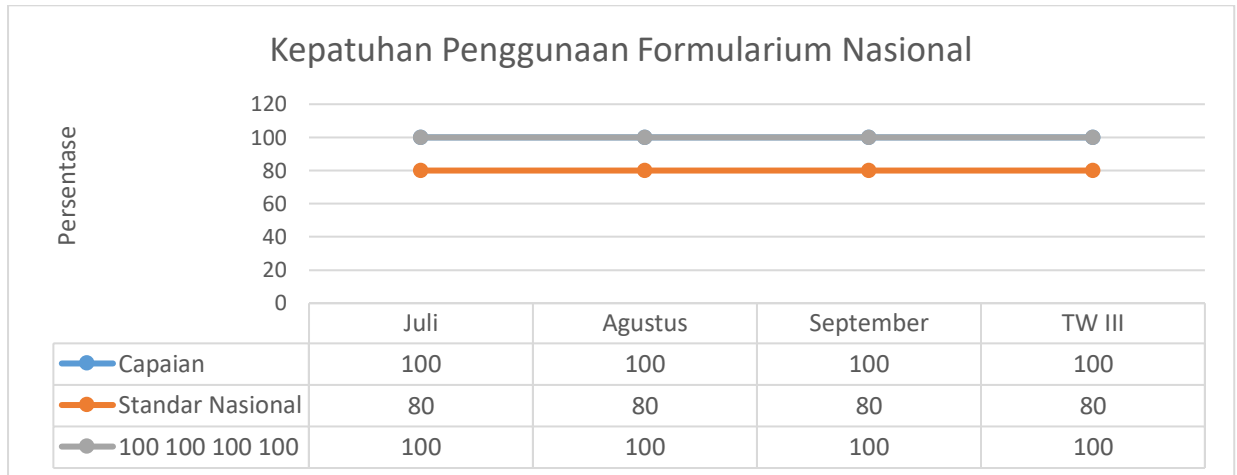 Kepatuhan Penggunaan Formularium Nasional
Persentase
120
100
80
60
40
20
0
Juli Agustus September TW III
Capaian 100 100 100 100
Standar Nasional 80 80 80 80
100 100 100 100 100 100 100 100